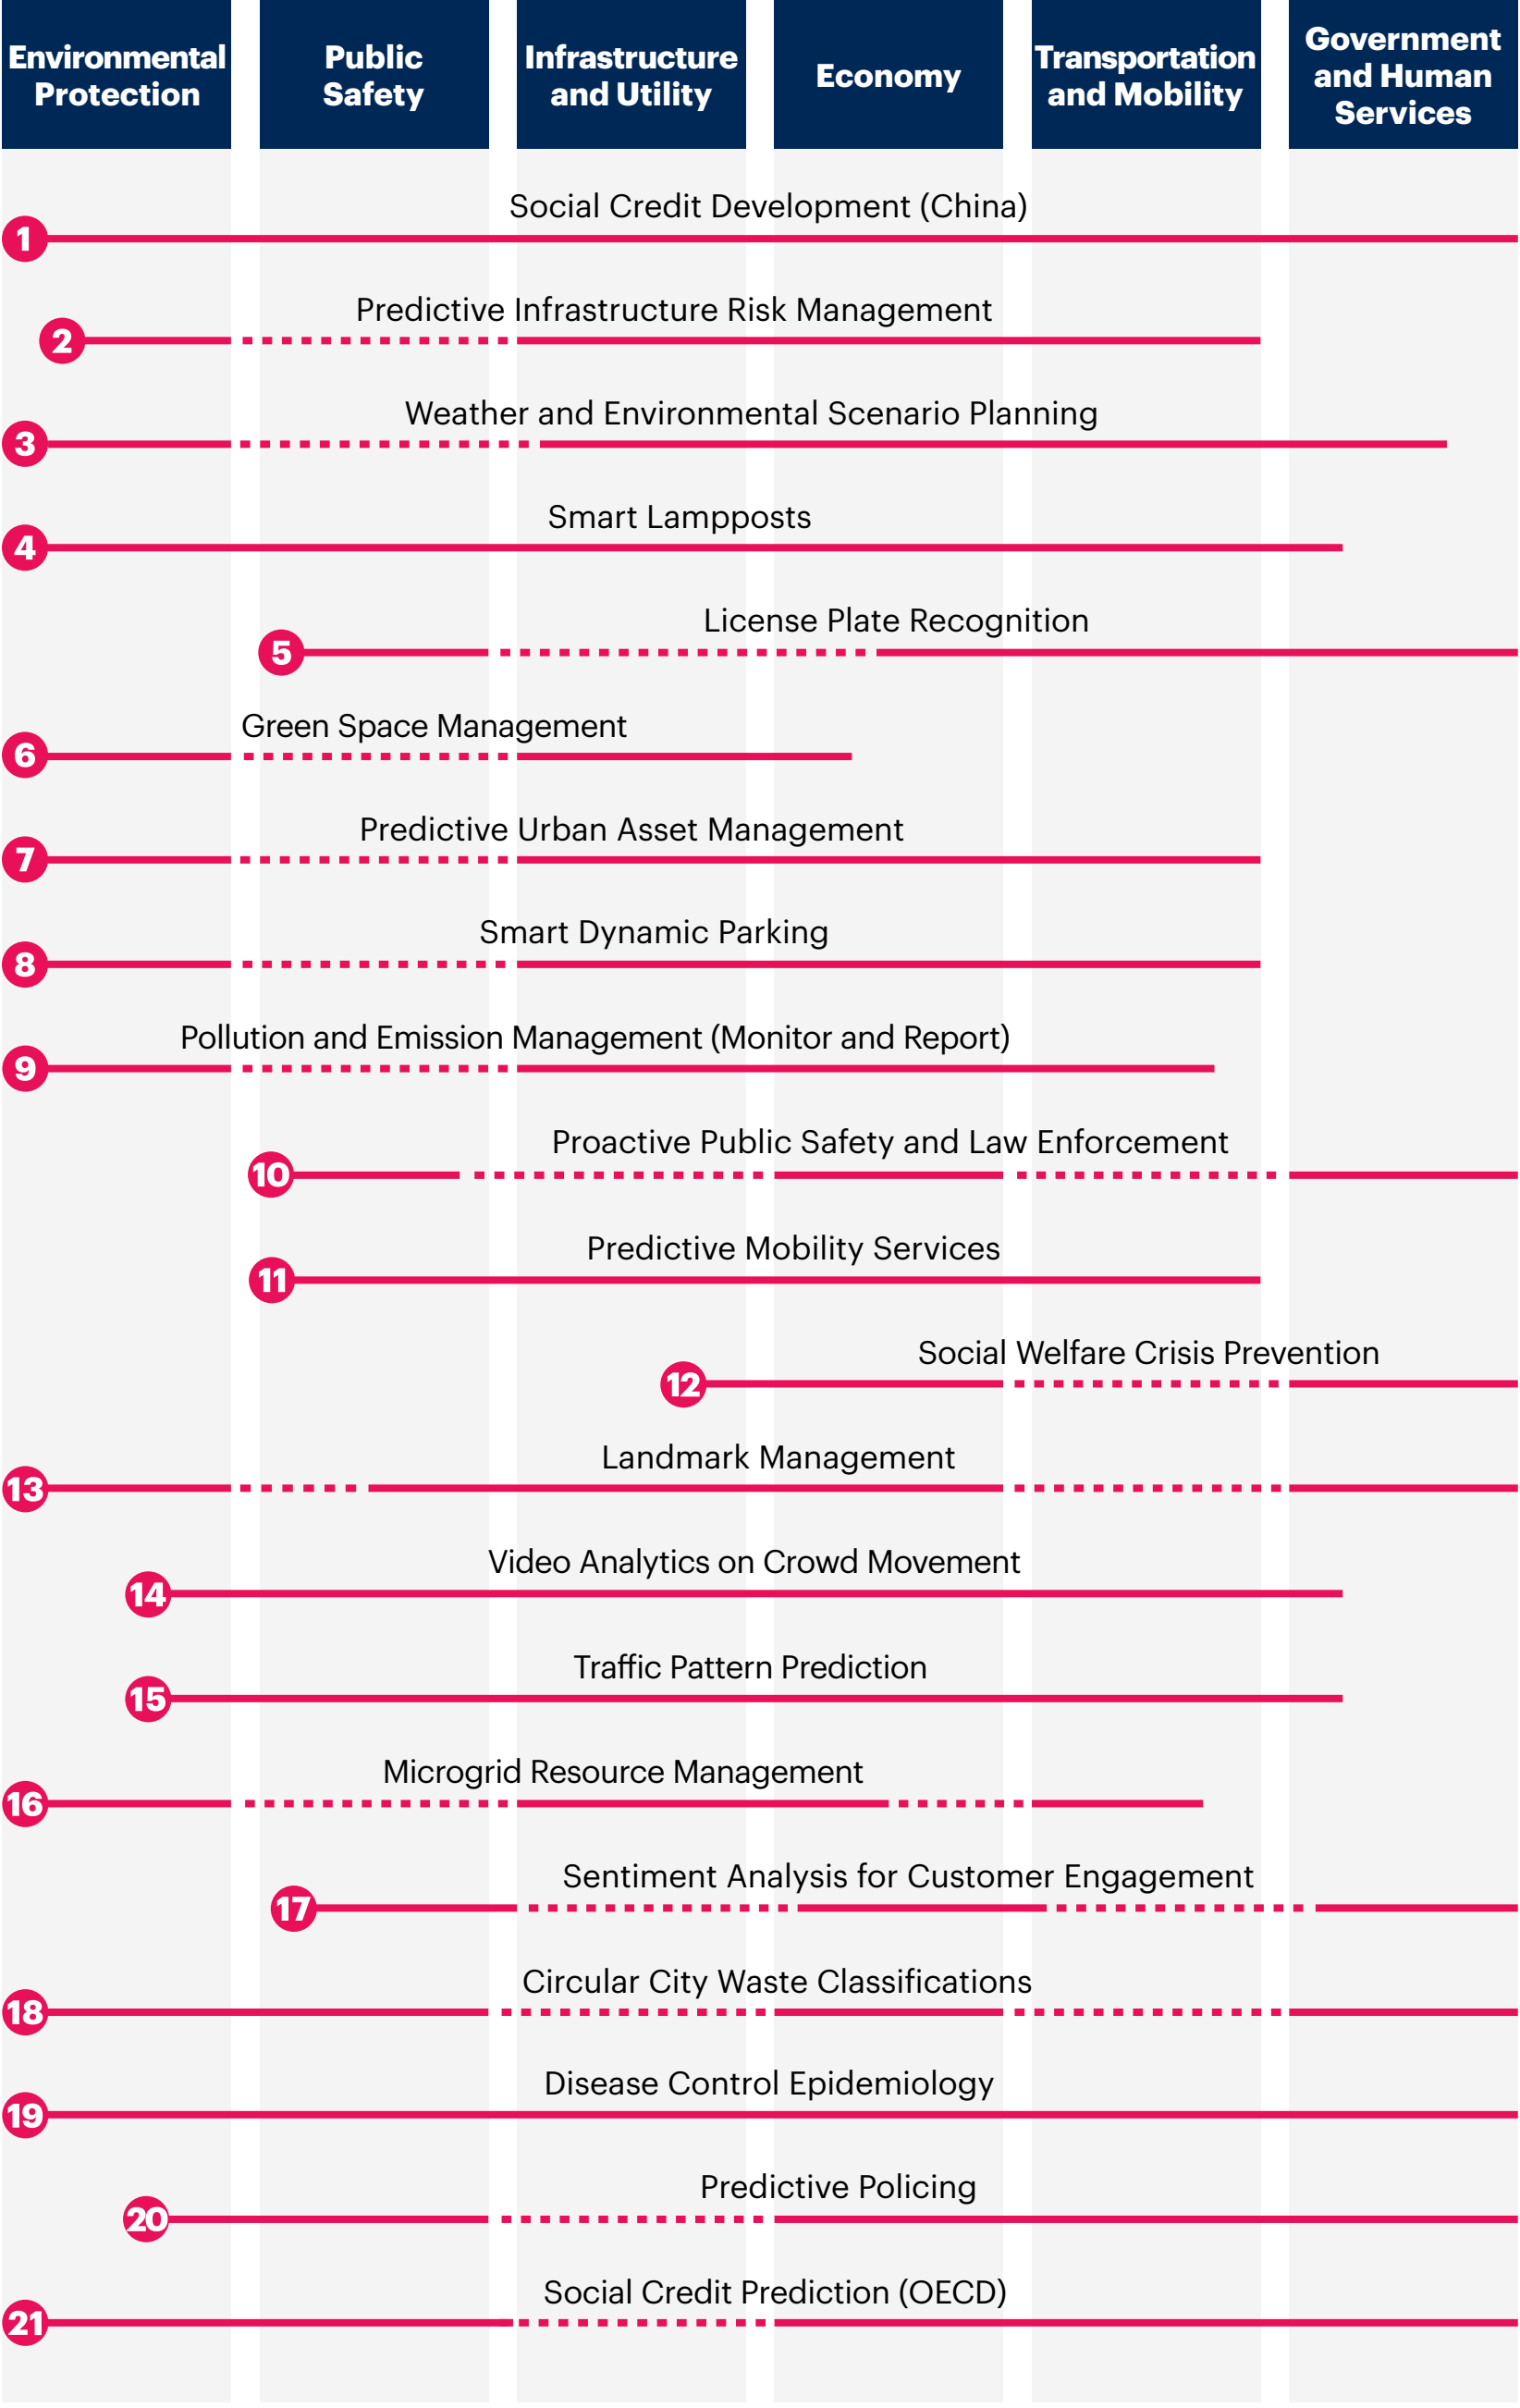 Environmental
Protection
Public
Safety
Infrastructure
and Utility
Economy
Transportation
and Mobility
Government
and Human
Services
Social Credit Development (China)
1
Predictive Infrastructure Risk Management
2
Weather and Environmental Scenario Planning
3
Smart Lampposts
4
License Plate Recognition
5
Green Space Management
6
Predictive Urban Asset Management
7
Smart Dynamic Parking
8
Pollution and Emission Management (Monitor and Report)
9
Proactive Public Safety and Law Enforcement
10
Predictive Mobility Services
11
Social Welfare Crisis Prevention
12
Landmark Management
13
Video Analytics on Crowd Movement
14
Traffic Pattern Prediction
15
Microgrid Resource Management
16
Sentiment Analysis for Customer Engagement
17
Circular City Waste Classifications
18
Disease Control Epidemiology
19
Predictive Policing
20
Social Credit Prediction (OECD)
21